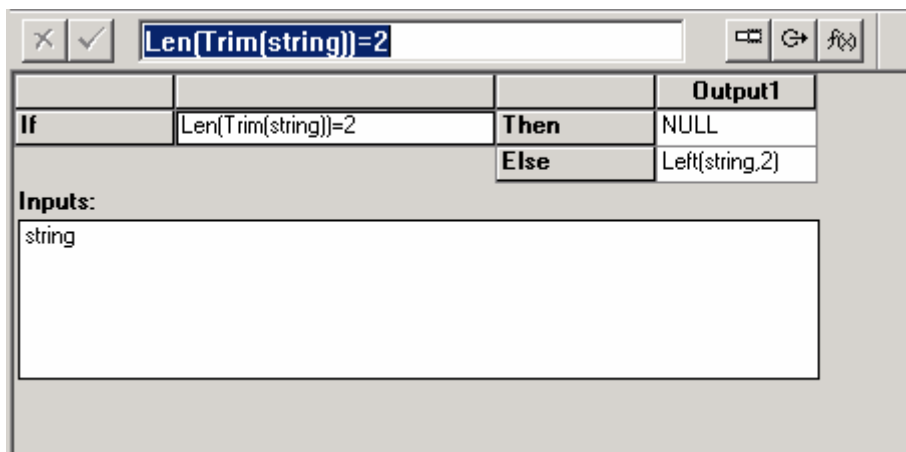 Len(Trim(string))=2
f(x)
Output1
If Len(Trim(string))=2 Then NULL
Else Left(string,2)
Inputs:
string